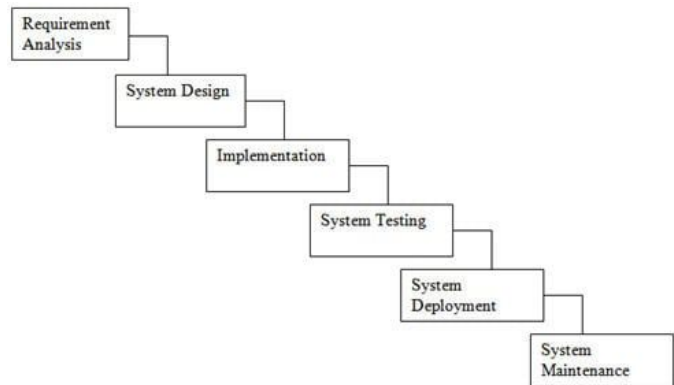 Requirement
Analysis
System Design
Implementation
System Testing
System
Deployment
System
Maintenance